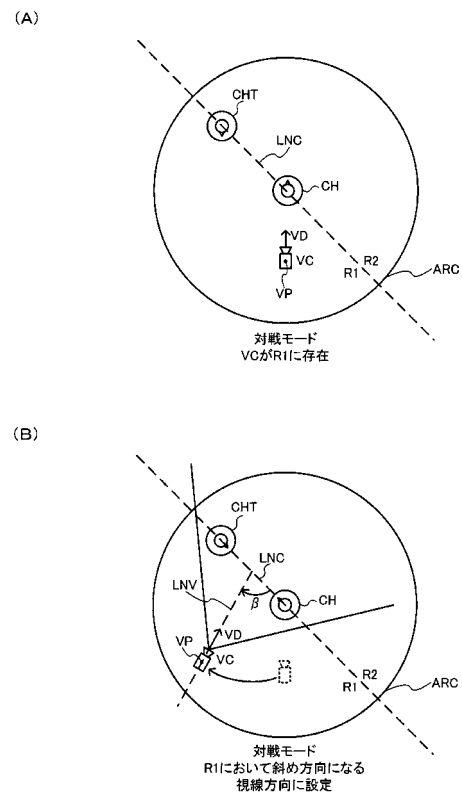 (A)
CHT
LNC
CH
VD
VC
R2
R1
ARC
VP
対戦モード
VCがR1に存在
(B)
CHT
LNC
LNV
β
CH
VD
VP
VC
R2
R1
ARC
対戦モード
R1において斜め方向になる
視線方向に設定